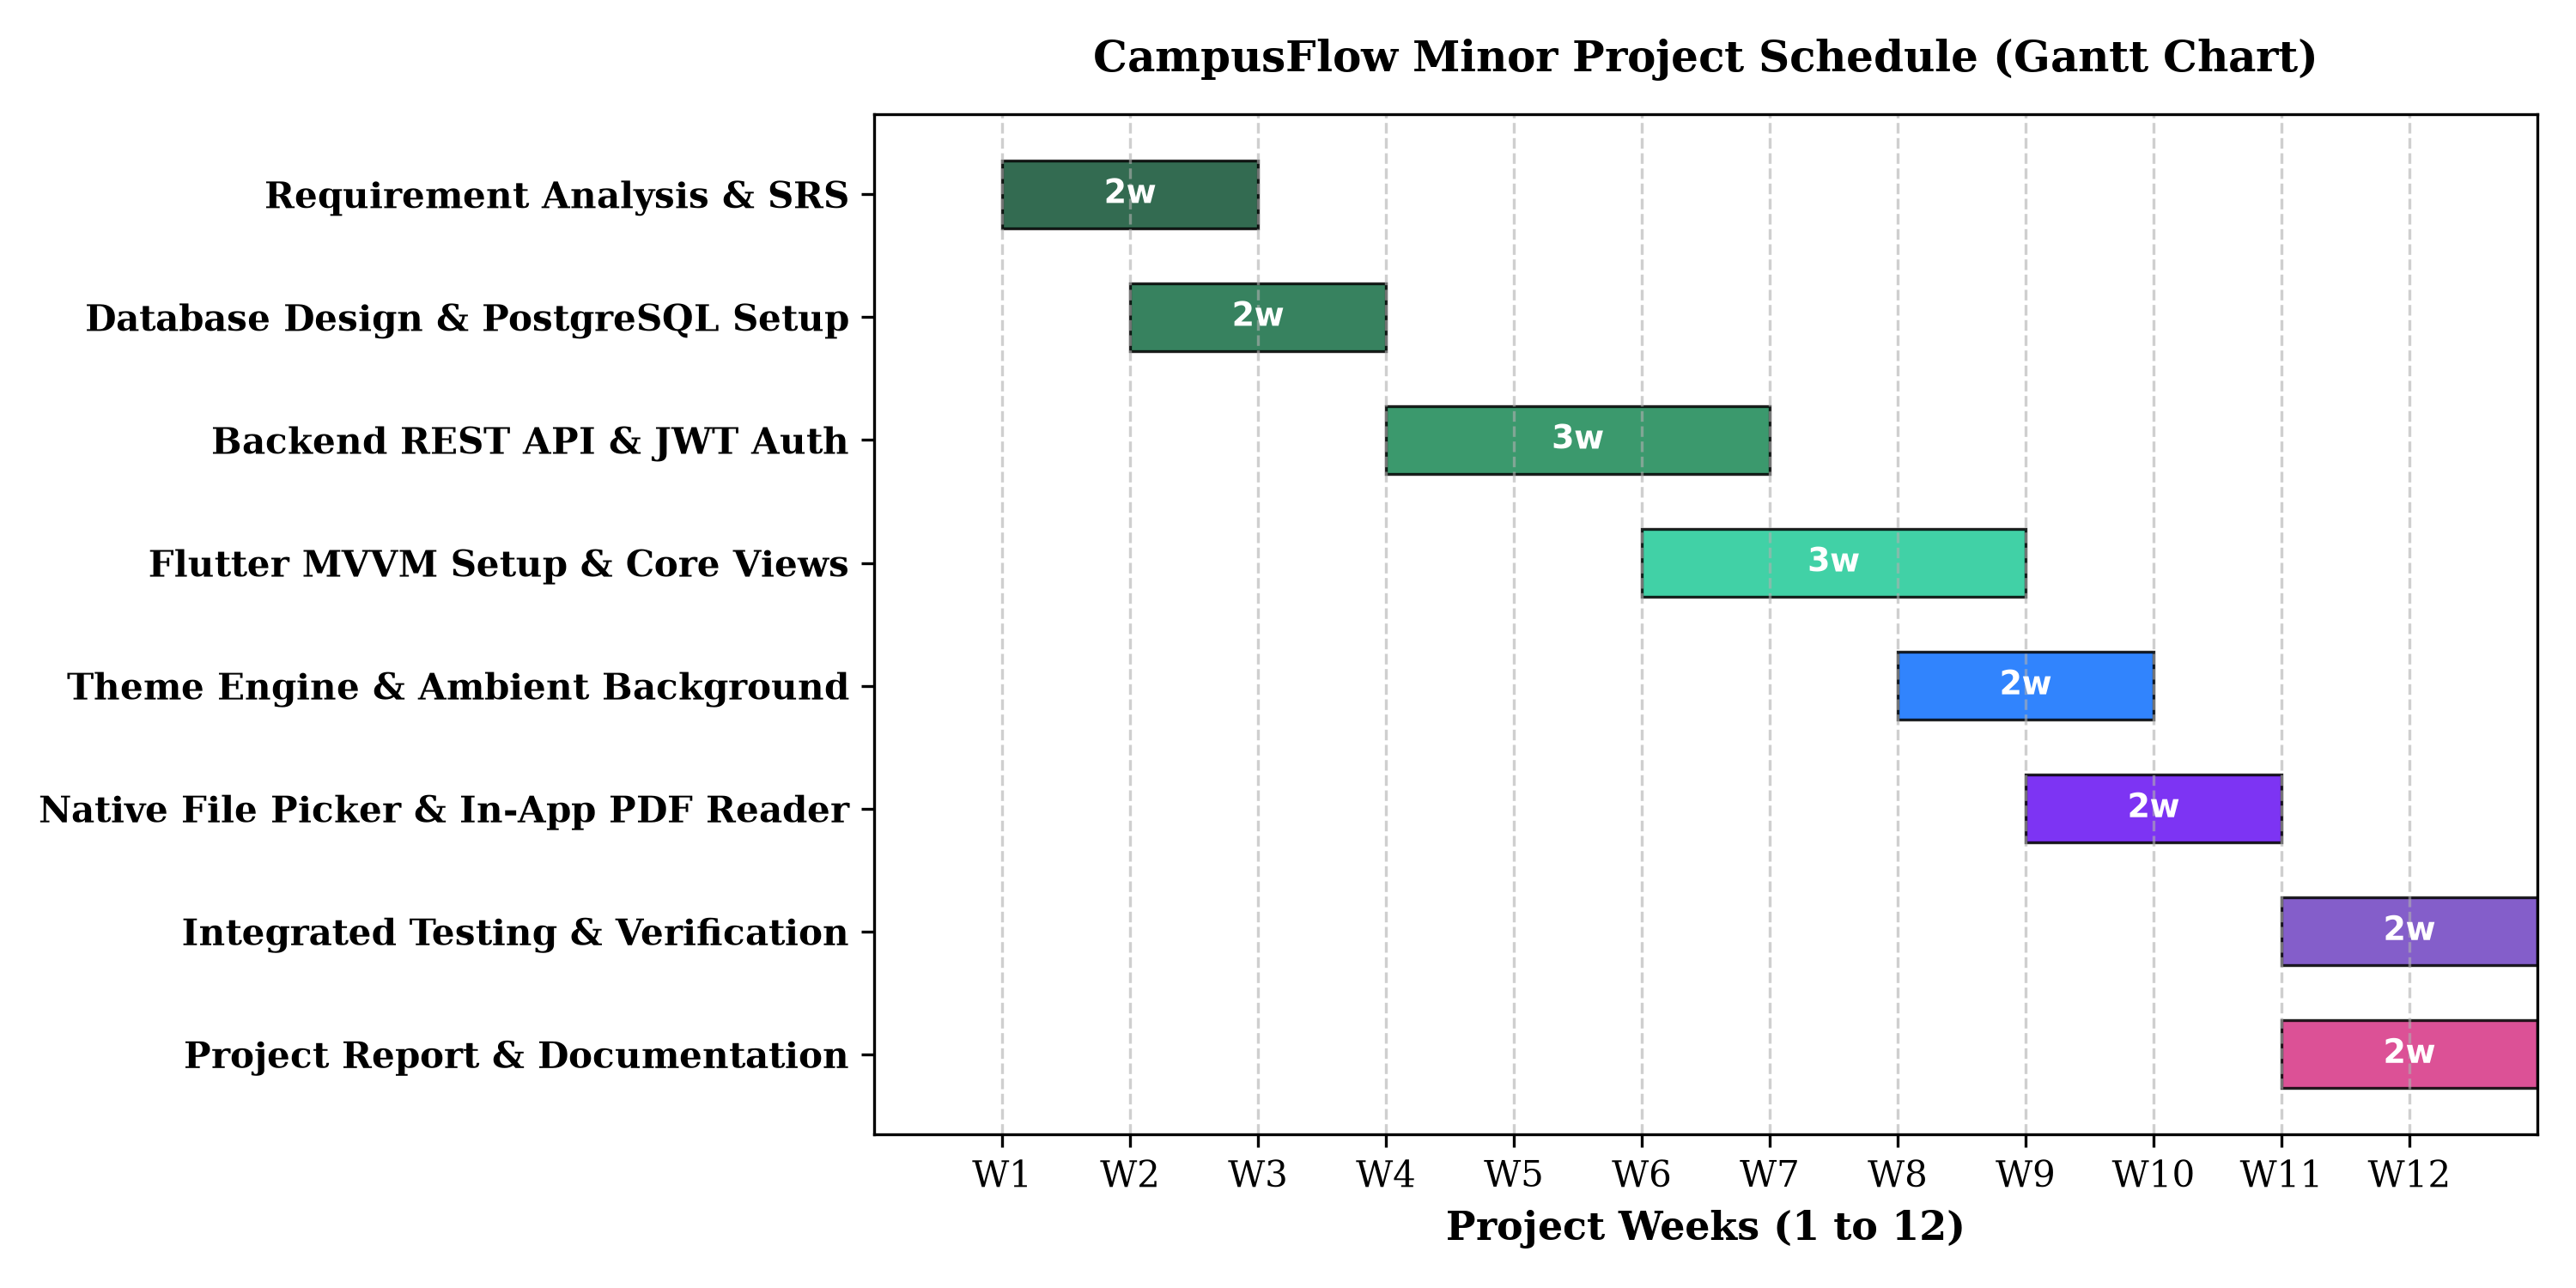 CampusFlow Minor Project Schedule (Gantt Chart)
Requirement Analysis & SRS
2w
Database Design & PostgreSQL Setup
2w
Backend REST API & JWT Auth
3w
Flutter MVVM Setup & Core Views
3w
Theme Engine & Ambient Background
2w
Native File Picker & In-App PDF Reader
2w
Integrated Testing & Verification
2w
Project Report & Documentation
2w
W1 W2 W3 W4 W5 W6 W7 W8 W9 W10 W11 W12
Project Weeks (1 to 12)